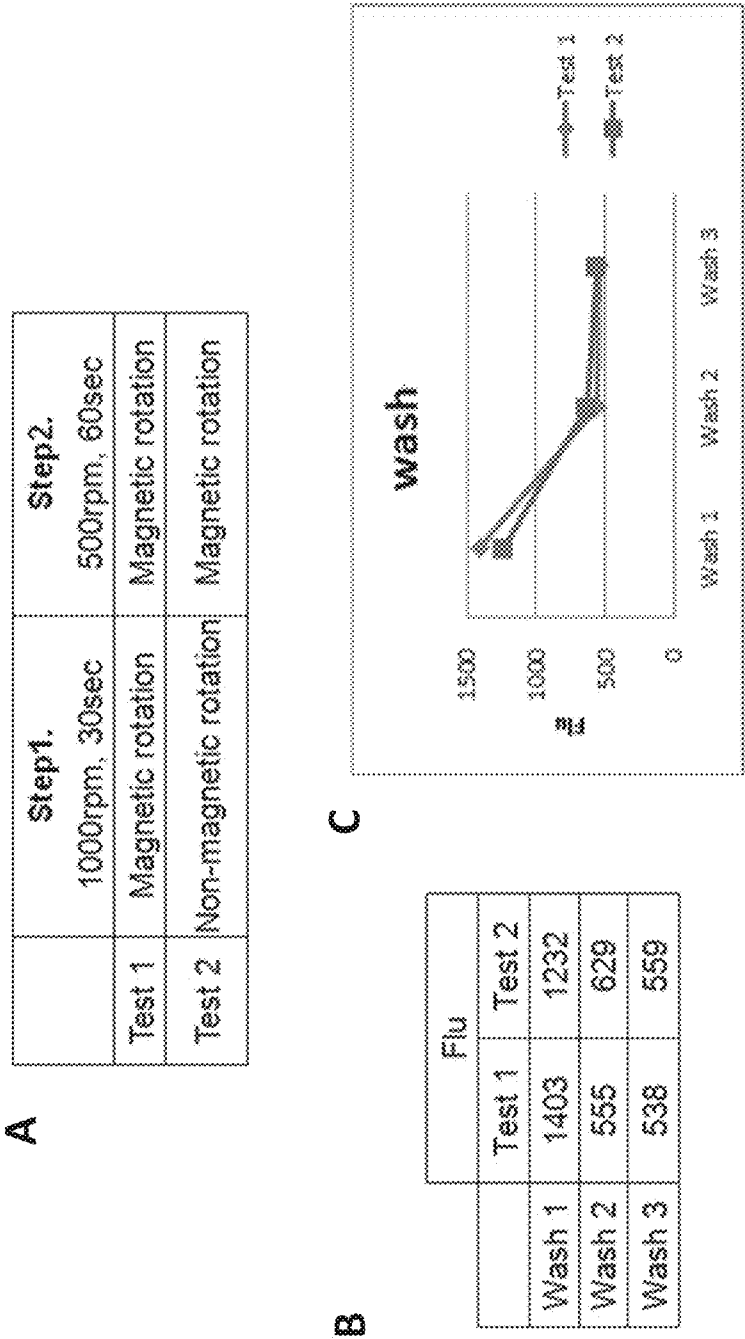 A
Step1. Step2.
1000rpm, 30sec 500rpm, 60sec
Test 1 Magnetic rotation Magnetic rotation
Test 2 Non-magnetic rotation Magnetic rotation
B
Flu
Test 1 Test 2
Wash 1 1403 1232
Wash 2 555 629
Wash 3 538 559
C
wash
1500
1000
500
0
Flu
Wash 1 Wash 2 Wash 3
Test 1
Test 2